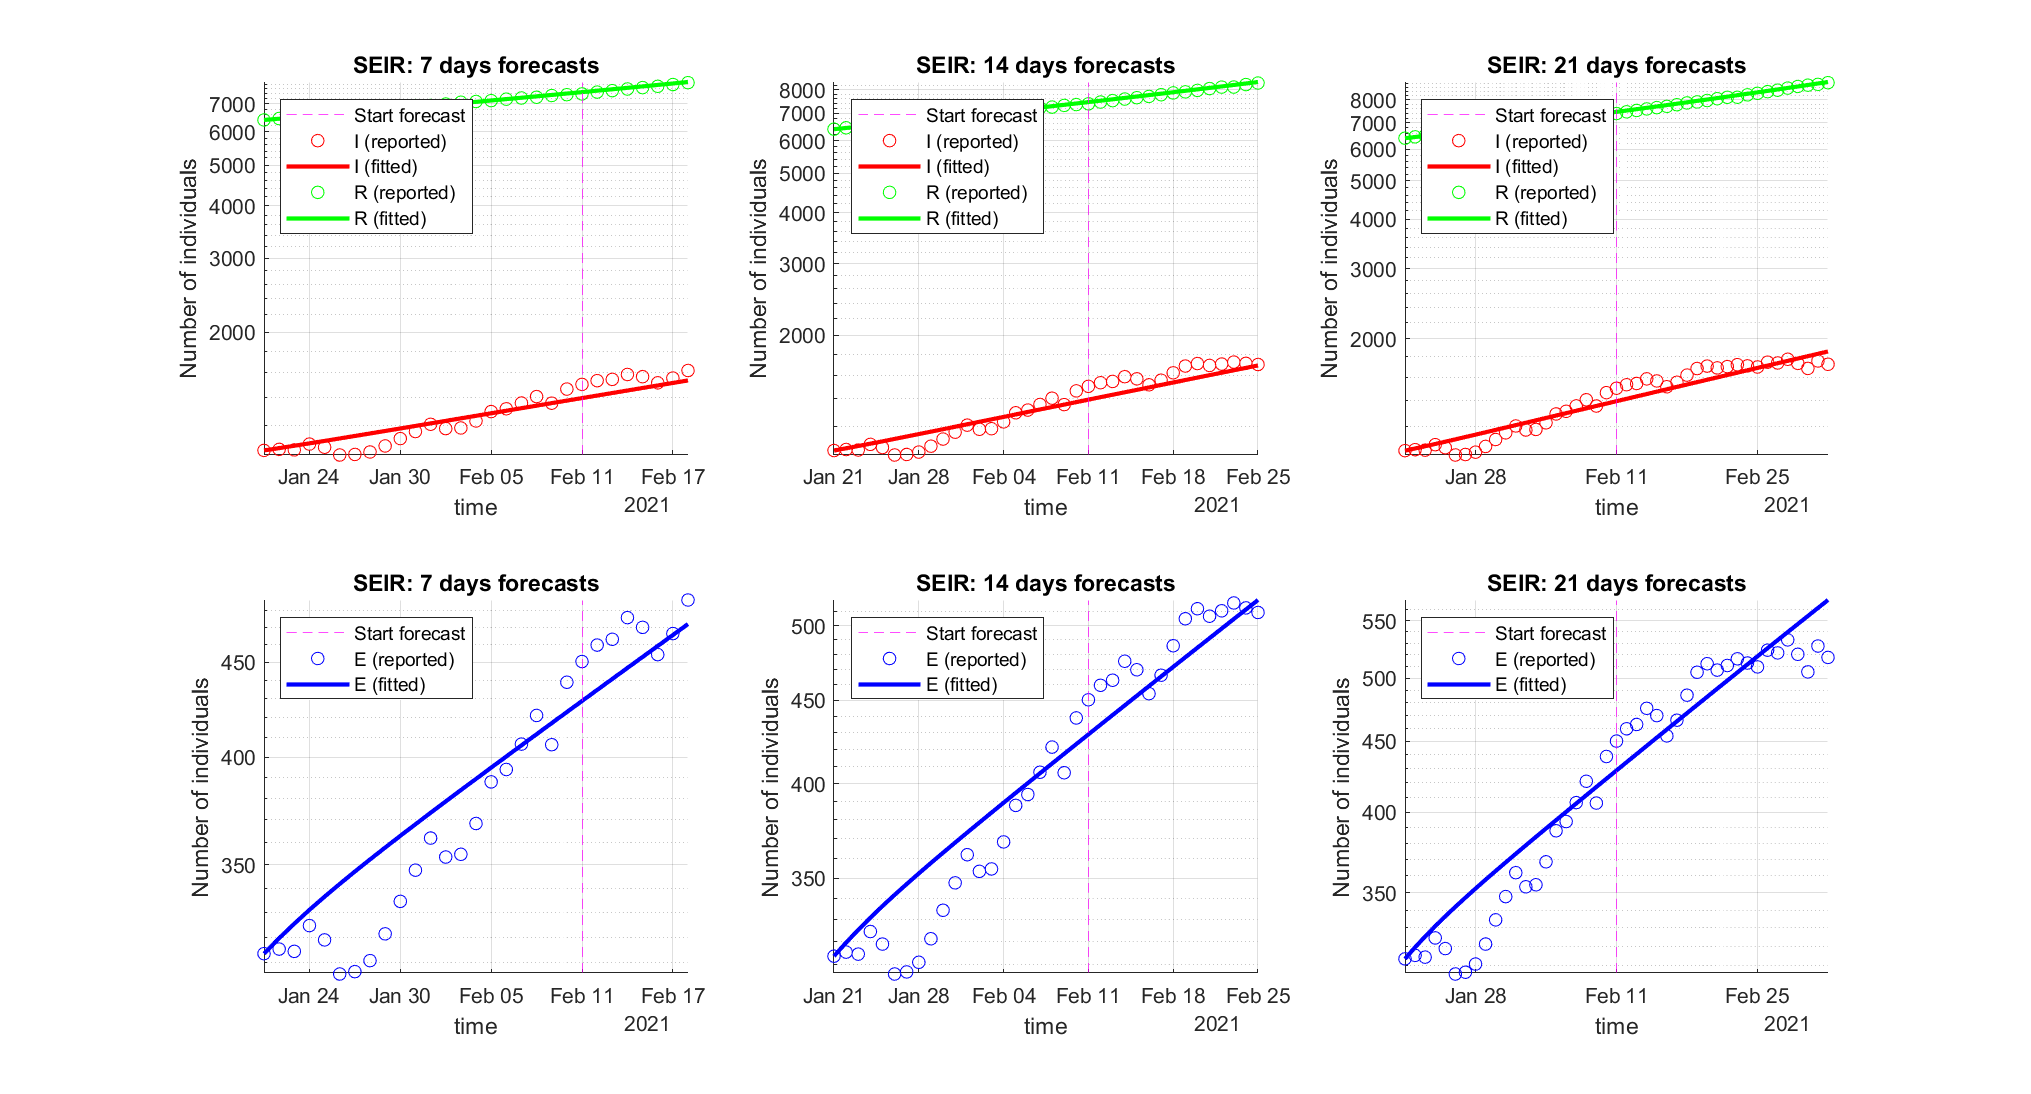 SEIR: 7 days forecasts
Number of individuals
7000
6000
5000
4000
3000
2000
Start forecast
I (reported)
I (fitted)
R (reported)
R (fitted)
Jan 24
Jan 30
Feb 05
Feb 11
Feb 17
time
2021
SEIR: 14 days forecasts
Number of individuals
8000
7000
6000
5000
4000
3000
2000
Start forecast
I (reported)
I (fitted)
R (reported)
R (fitted)
Jan 21
Jan 28
Feb 04
Feb 11
Feb 18
Feb 25
time
2021
SEIR: 21 days forecasts
Number of individuals
8000
7000
6000
5000
4000
3000
2000
Start forecast
I (reported)
I (fitted)
R (reported)
R (fitted)
Jan 28
Feb 11
Feb 25
time
2021
SEIR: 7 days forecasts
Number of individuals
450
400
350
Start forecast
E (reported)
E (fitted)
Jan 24
Jan 30
Feb 05
Feb 11
Feb 17
time
2021
SEIR: 14 days forecasts
Number of individuals
500
450
400
350
Start forecast
E (reported)
E (fitted)
Jan 21
Jan 28
Feb 04
Feb 11
Feb 18
Feb 25
time
2021
SEIR: 21 days forecasts
Number of individuals
550
500
450
400
350
Start forecast
E (reported)
E (fitted)
Jan 28
Feb 11
Feb 25
time
2021